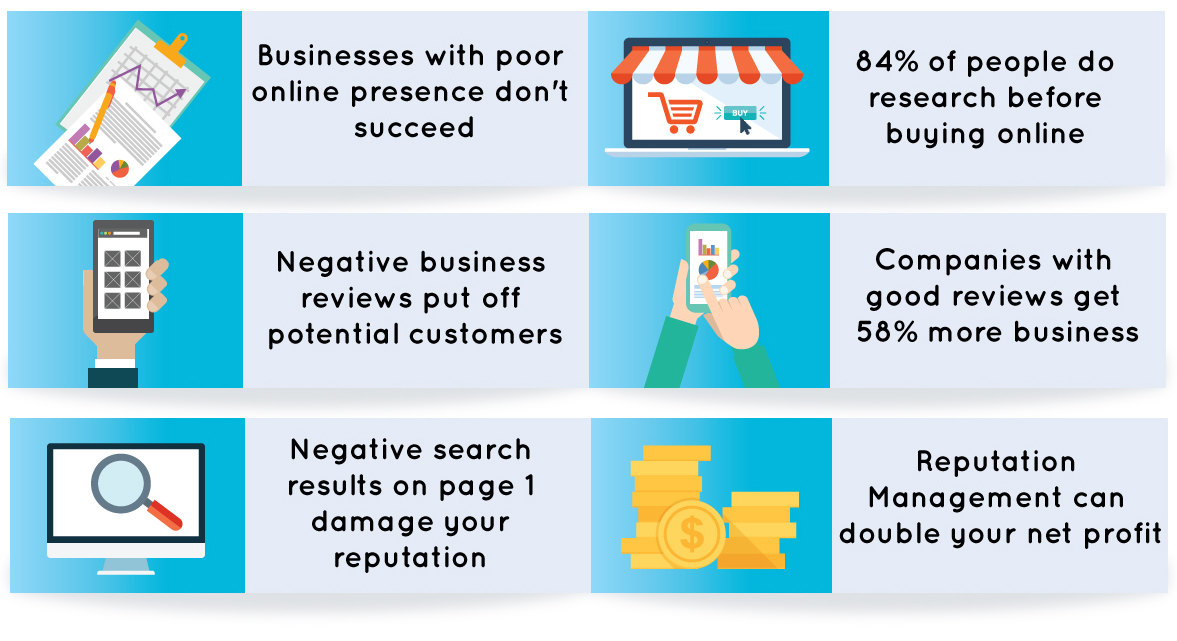 Businesses with poor
online presence don't
succeed
BUY
84% of people do
research before
buying online
Negative business
reviews put off
potential customers
Companies with
good reviews get
58% more business
Negative search
results on page 1
damage your
reputation
$
Reputation
Management can
double your net profit